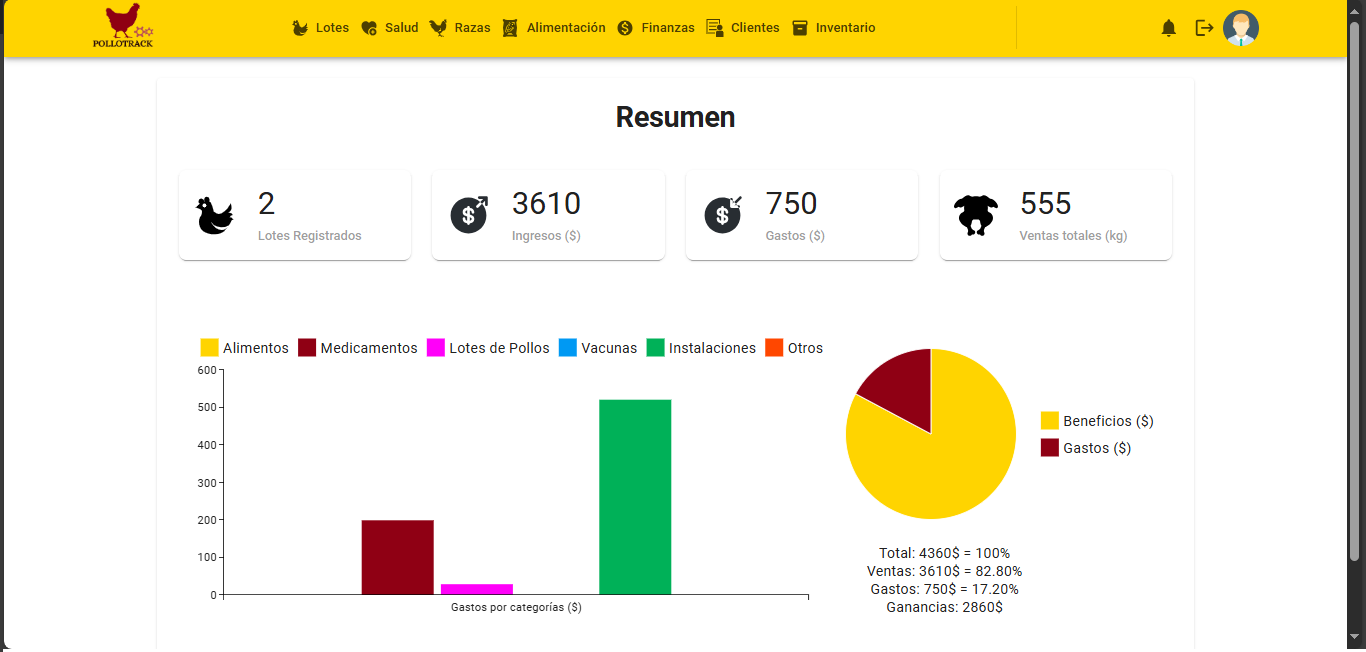 POLLOTRACK
Lotes Salud Razas Alimentación Finanzas Clientes Inventario
Resumen
2
Lotes Registrados
3610
Ingresos ($)
750
Gastos ($)
555
Ventas totales (kg)
Alimentos Medicamentos Lotes de Pollos Vacunas Instalaciones Otros
600
500
400
300
200
100
0
Gastos por categorías ($)
Beneficios ($)
Gastos ($)
Total: 4360$ = 100%
Ventas: 3610$ = 82.80%
Gastos: 750$ = 17.20%
Ganancias: 2860$